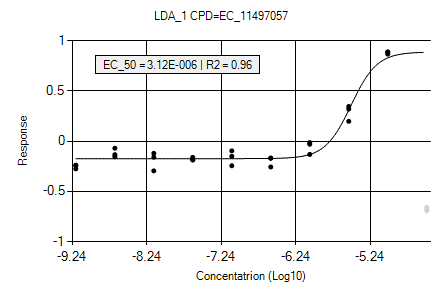 LDA_1 CPD=EC_11497057
EC_50 = 3.12E-006 | R2 = 0.96
1
0.5
0
-0.5
-1
Response
-9.24 -8.24 -7.24 -6.24 -5.24
Concentatrion (Log10)